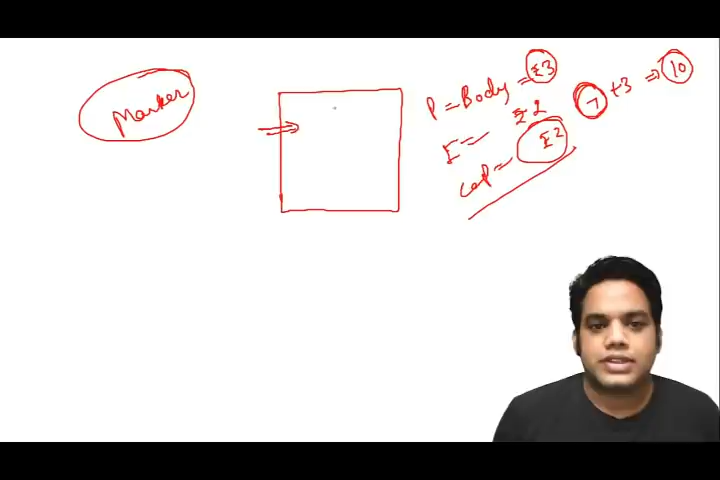 Marker
P = Body = ₹3
I = ₹2
cap = ₹2
7 + 3 ⇒ 10